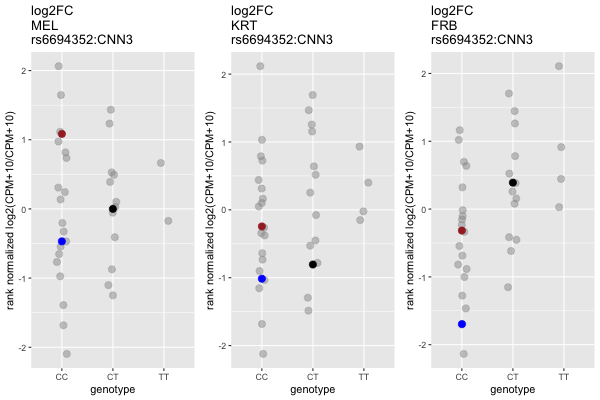 log2FC
MEL
rs6694352:CNN3
rank normalized log2(CPM+10/CPM+10)
2
1
0
-1
-2
CC
CT
TT
genotype
log2FC
KRT
rs6694352:CNN3
rank normalized log2(CPM+10/CPM+10)
2
1
0
-1
-2
CC
CT
TT
genotype
log2FC
FRB
rs6694352:CNN3
rank normalized log2(CPM+10/CPM+10)
2
1
0
-1
-2
CC
CT
TT
genotype